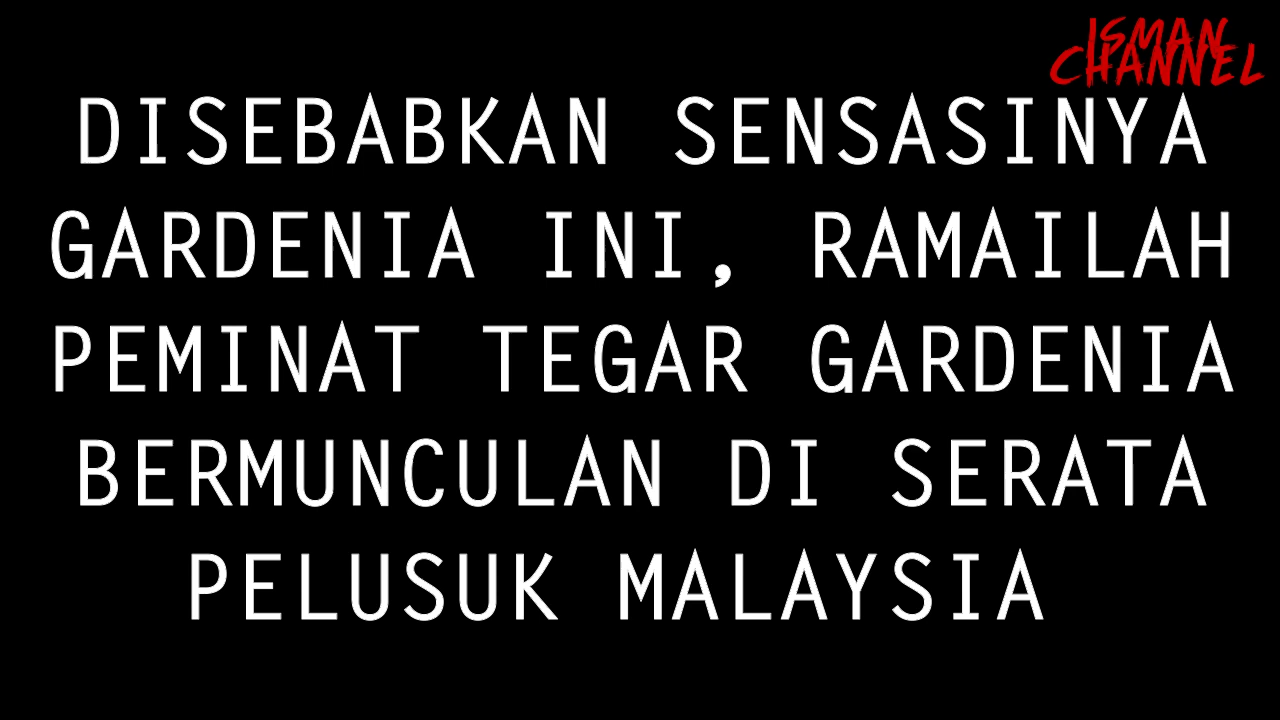 ISMAN
CHANNEL
DISEBABKAN SENSASINYA
GARDENIA INI, RAMAILAH
PEMINAT TEGAR GARDENIA
BERMUNCULAN DI SERATA
PELUSUK MALAYSIA